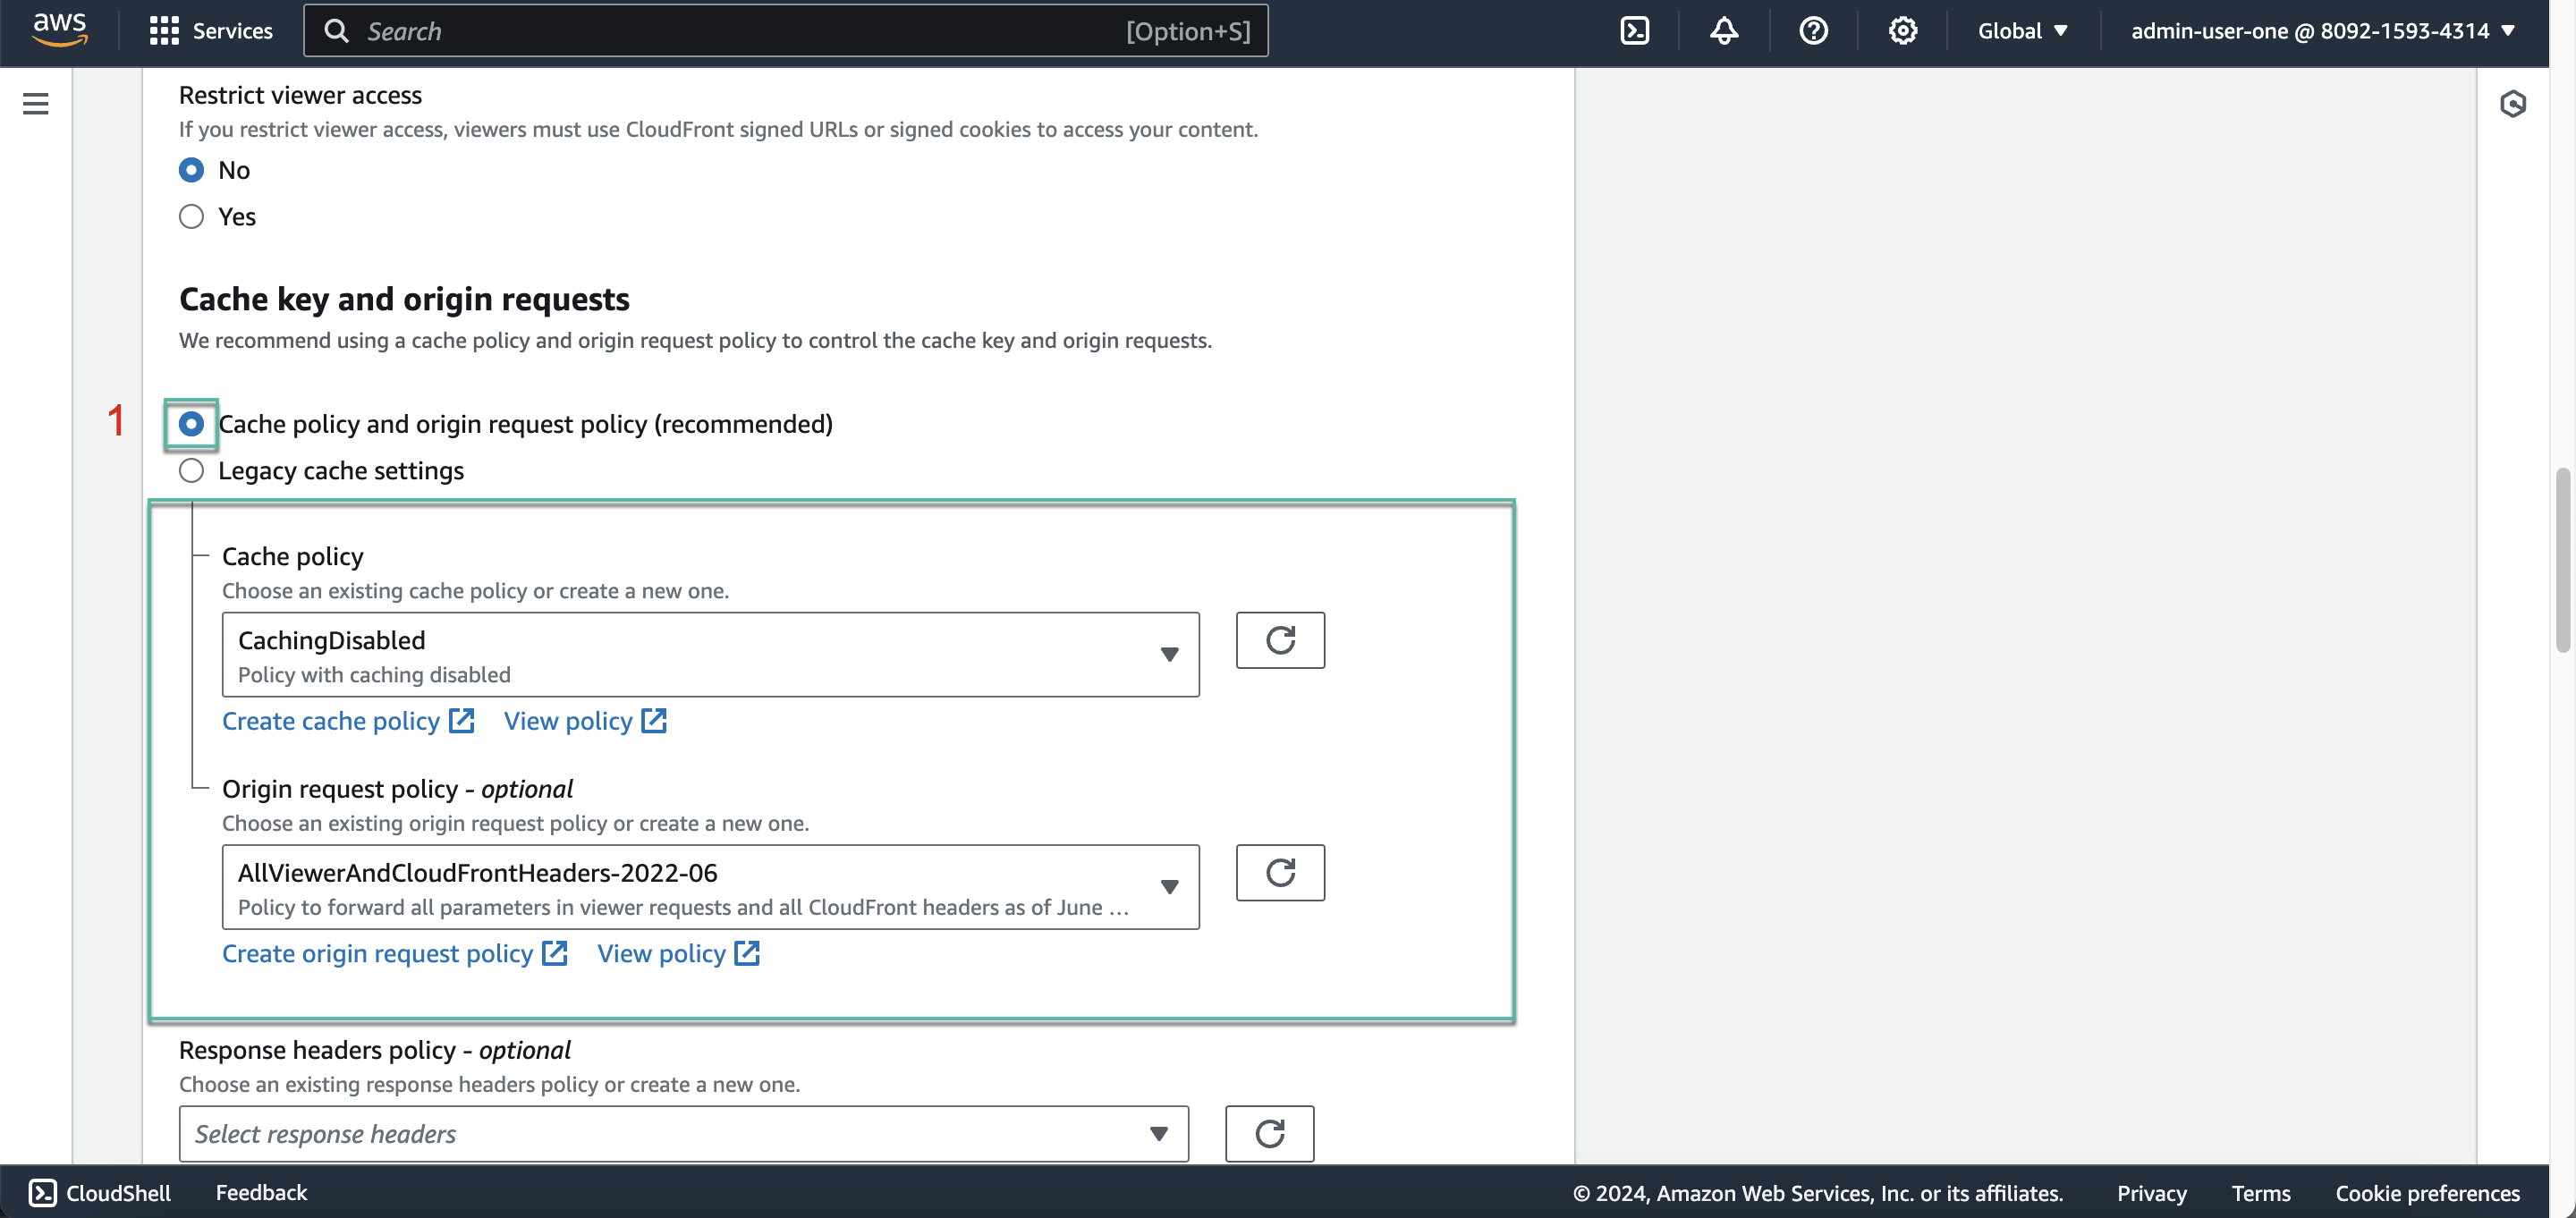 aws
Services
Search
[Option+S]
Global
admin-user-one @ 8092-1593-4314
Restrict viewer access
If you restrict viewer access, viewers must use CloudFront signed URLs or signed cookies to access your content.
No
Yes
Cache key and origin requests
We recommend using a cache policy and origin request policy to control the cache key and origin requests.
1
Cache policy and origin request policy (recommended)
Legacy cache settings
Cache policy
Choose an existing cache policy or create a new one.
CachingDisabled
Policy with caching disabled
Create cache policy
View policy
Origin request policy - optional
Choose an existing origin request policy or create a new one.
AllViewerAndCloudFrontHeaders-2022-06
Policy to forward all parameters in viewer requests and all CloudFront headers as of June ...
Create origin request policy
View policy
Response headers policy - optional
Choose an existing response headers policy or create a new one.
Select response headers
CloudShell
Feedback
© 2024, Amazon Web Services, Inc. or its affiliates.
Privacy
Terms
Cookie preferences